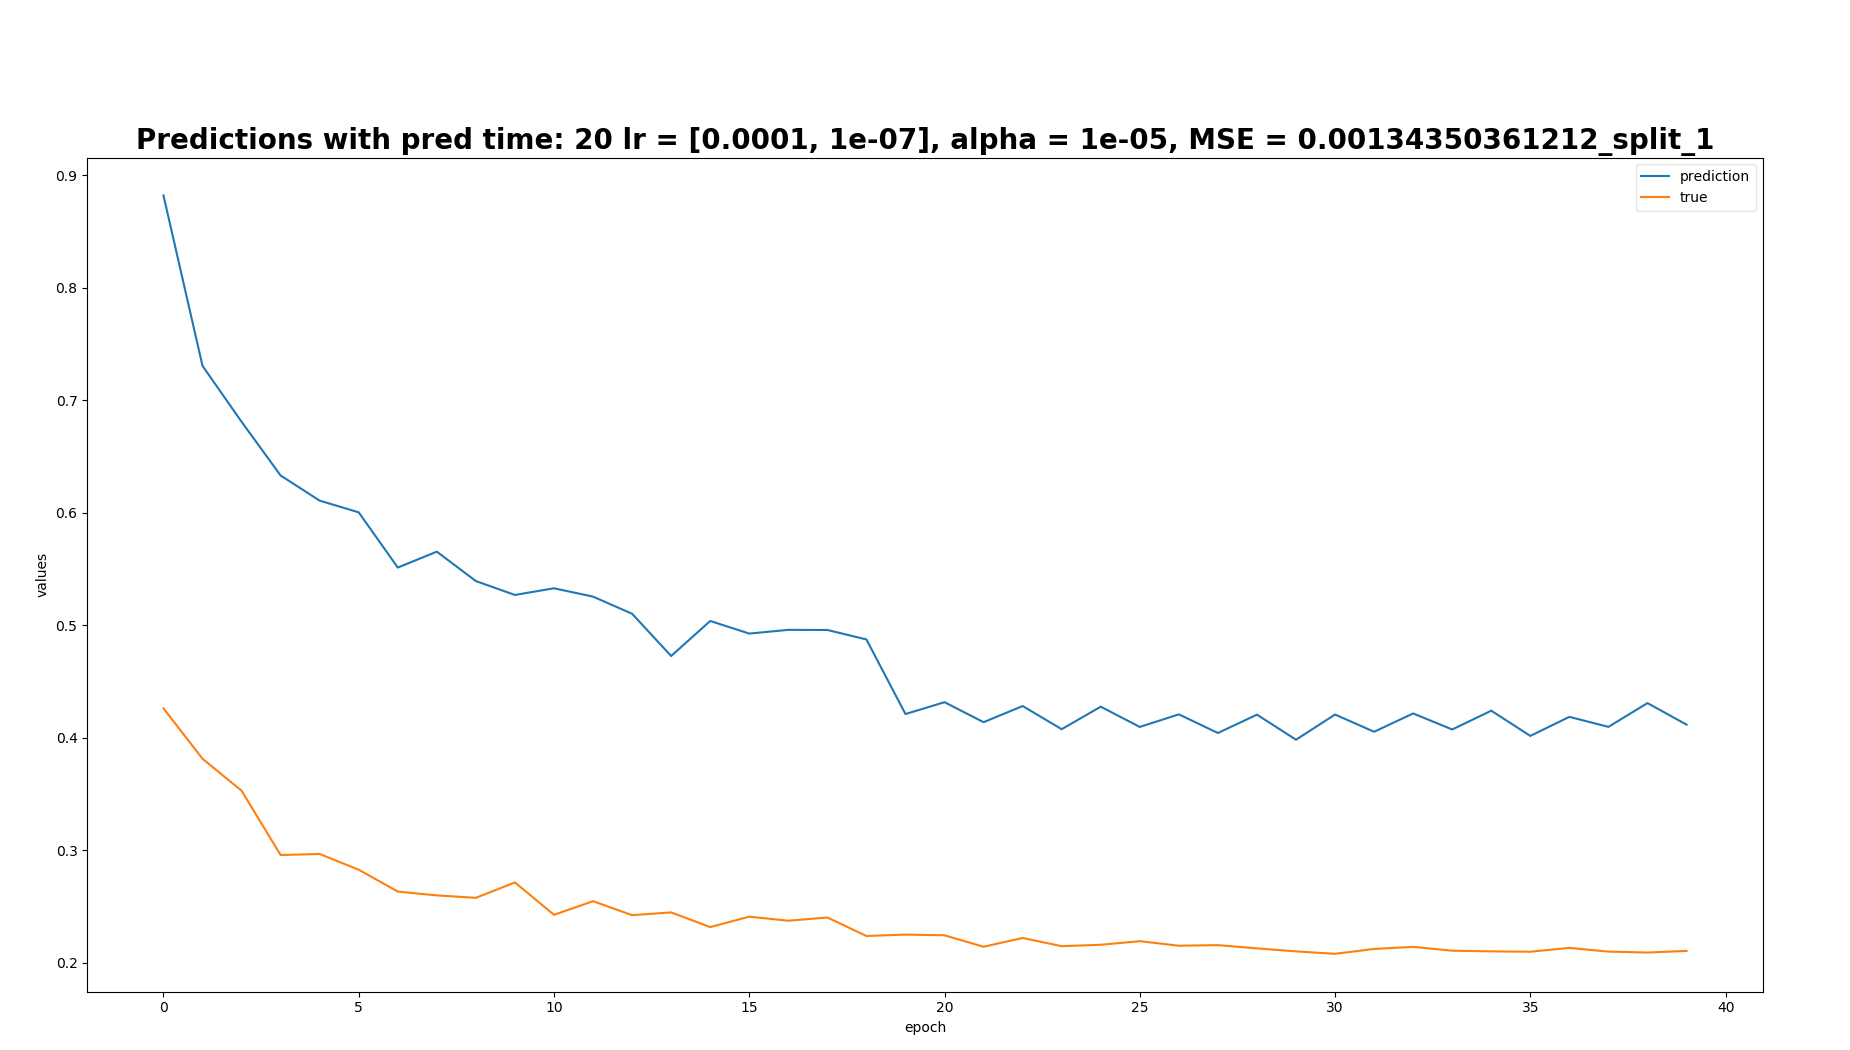 Predictions with pred time: 20 lr = [0.0001, 1e-07], alpha = 1e-05, MSE = 0.00134350361212_split_1
prediction
true
0.9
0.8
0.7
0.6
0.5
0.4
0.3
0.2
values
0 5 10 15 20 25 30 35 40
epoch